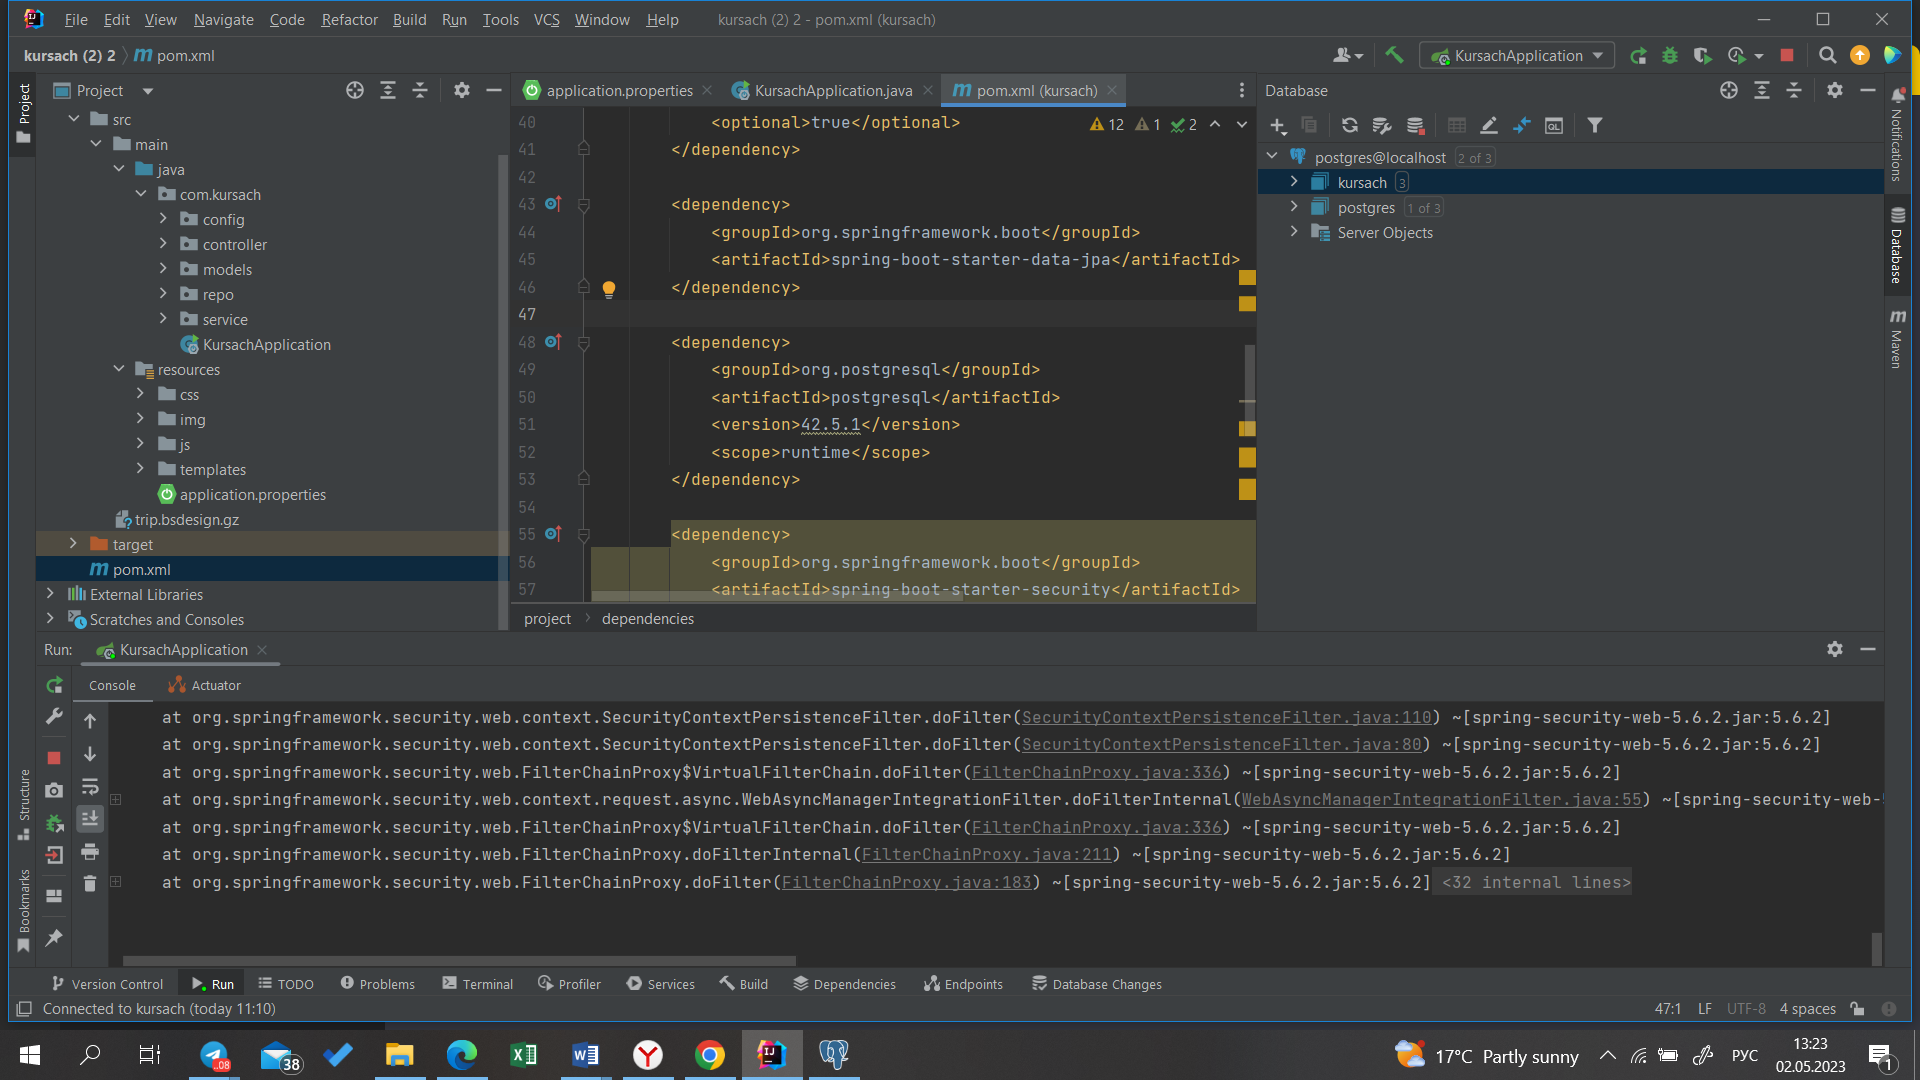 File Edit View Navigate Code Refactor Build Run Tools VCS Window Help kursach (2) 2 - pom.xml (kursach)
kursach (2) 2 m pom.xml KursachApplication
Project
application.properties KursachApplication.java m pom.xml (kursach) Database
Project
src
main
java
com.kursach
config
controller
models
repo
service
KursachApplication
resources
css
img
js
templates
application.properties
trip.bsdesign.gz
target
m pom.xml
External Libraries
Scratches and Consoles
12 1 2
40 <optional>true</optional>
41 </dependency>
42
43 <dependency>
44 <groupId>org.springframework.boot</groupId>
45 <artifactId>spring-boot-starter-data-jpa</artifactId>
46 </dependency>
47
48 <dependency>
49 <groupId>org.postgresql</groupId>
50 <artifactId>postgresql</artifactId>
51 <version>42.5.1</version>
52 <scope>runtime</scope>
53 </dependency>
54
55 <dependency>
56 <groupId>org.springframework.boot</groupId>
57 <artifactId>spring-boot-starter-security</artifactId>
project dependencies
QL
postgres@localhost 2 of 3
kursach 3
postgres 1 of 3
Server Objects
Notifications
Database
m Maven
Run: KursachApplication
Console Actuator
at org.springframework.security.web.context.SecurityContextPersistenceFilter.doFilter(SecurityContextPersistenceFilter.java:110) ~[spring-security-web-5.6.2.jar:5.6.2]
at org.springframework.security.web.context.SecurityContextPersistenceFilter.doFilter(SecurityContextPersistenceFilter.java:80) ~[spring-security-web-5.6.2.jar:5.6.2]
at org.springframework.security.web.FilterChainProxy$VirtualFilterChain.doFilter(FilterChainProxy.java:336) ~[spring-security-web-5.6.2.jar:5.6.2]
at org.springframework.security.web.context.request.async.WebAsyncManagerIntegrationFilter.doFilterInternal(WebAsyncManagerIntegrationFilter.java:55) ~[spring-security-web-
at org.springframework.security.web.FilterChainProxy$VirtualFilterChain.doFilter(FilterChainProxy.java:336) ~[spring-security-web-5.6.2.jar:5.6.2]
at org.springframework.security.web.FilterChainProxy.doFilterInternal(FilterChainProxy.java:211) ~[spring-security-web-5.6.2.jar:5.6.2]
at org.springframework.security.web.FilterChainProxy.doFilter(FilterChainProxy.java:183) ~[spring-security-web-5.6.2.jar:5.6.2] <32 internal lines>
Structure
Bookmarks
Version Control Run TODO Problems Terminal Profiler Services Build Dependencies Endpoints Database Changes
Connected to kursach (today 11:10) 47:1 LF UTF-8 4 spaces
..08 38 17°C Partly sunny РУС 13:23
02.05.2023 1